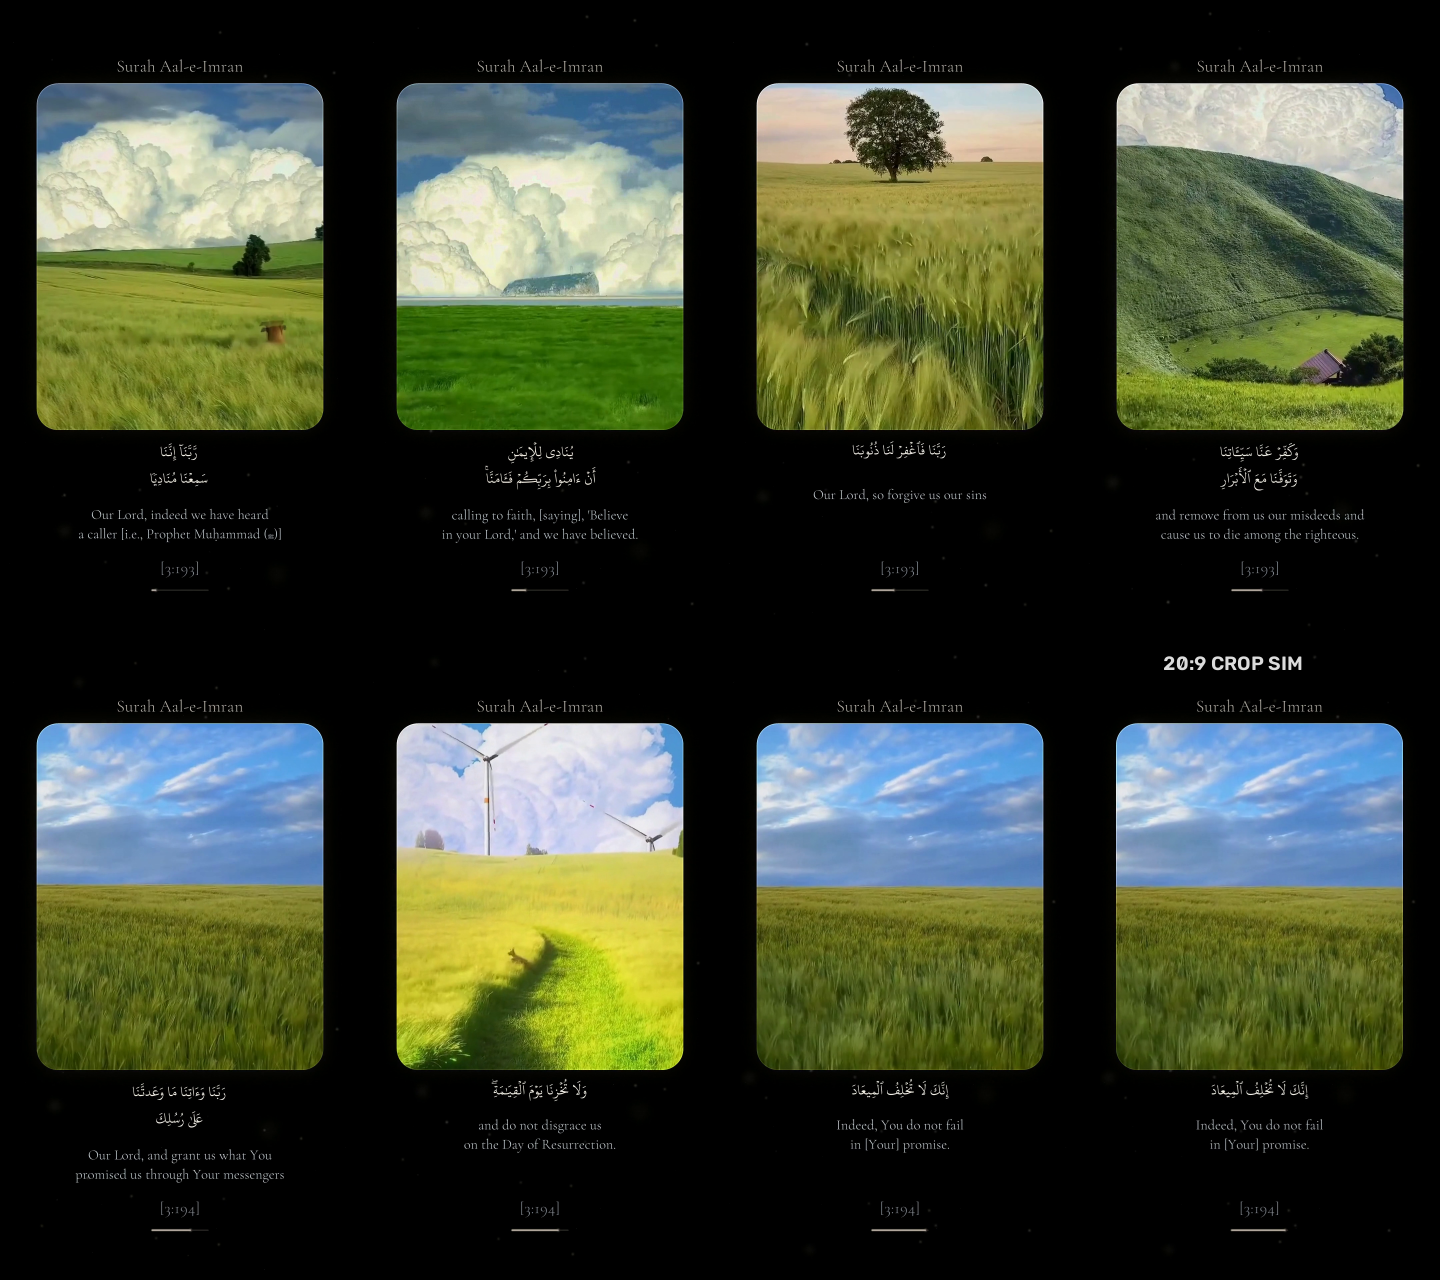 Surah Aal-e-Imran
رَّبَّنَآ إِنَّنَا
سَمِعْنَا مُنَادِيًا
Our Lord, indeed we have heard
a caller [i.e., Prophet Muḥammad (ﷺ)]
[3:193]
Surah Aal-e-Imran
يُنَادِى لِلْإِيمَـٰنِ
أَنْ ءَامِنُوا۟ بِرَبِّكُمْ فَـَٔامَنَّا ۚ
calling to faith, [saying], 'Believe
in your Lord,' and we have believed.
[3:193]
Surah Aal-e-Imran
رَبَّنَا فَٱغْفِرْ لَنَا ذُنُوبَنَا
Our Lord, so forgive us our sins
[3:193]
Surah Aal-e-Imran
وَكَفِّرْ عَنَّا سَيِّـَٔاتِنَا
وَتَوَفَّنَا مَعَ ٱلْأَبْرَارِ
and remove from us our misdeeds and
cause us to die among the righteous.
[3:193]
Surah Aal-e-Imran
رَبَّنَا وَءَاتِنَا مَا وَعَدتَّنَا
عَلَىٰ رُسُلِكَ
Our Lord, and grant us what You
promised us through Your messengers
[3:194]
Surah Aal-e-Imran
وَلَا تُخْزِنَا يَوْمَ ٱلْقِيَـٰمَةِ ۗ
and do not disgrace us
on the Day of Resurrection.
[3:194]
Surah Aal-e-Imran
إِنَّكَ لَا تُخْلِفُ ٱلْمِيعَادَ
Indeed, You do not fail
in [Your] promise.
[3:194]
20:9 CROP SIM
Surah Aal-e-Imran
إِنَّكَ لَا تُخْلِفُ ٱلْمِيعَادَ
Indeed, You do not fail
in [Your] promise.
[3:194]